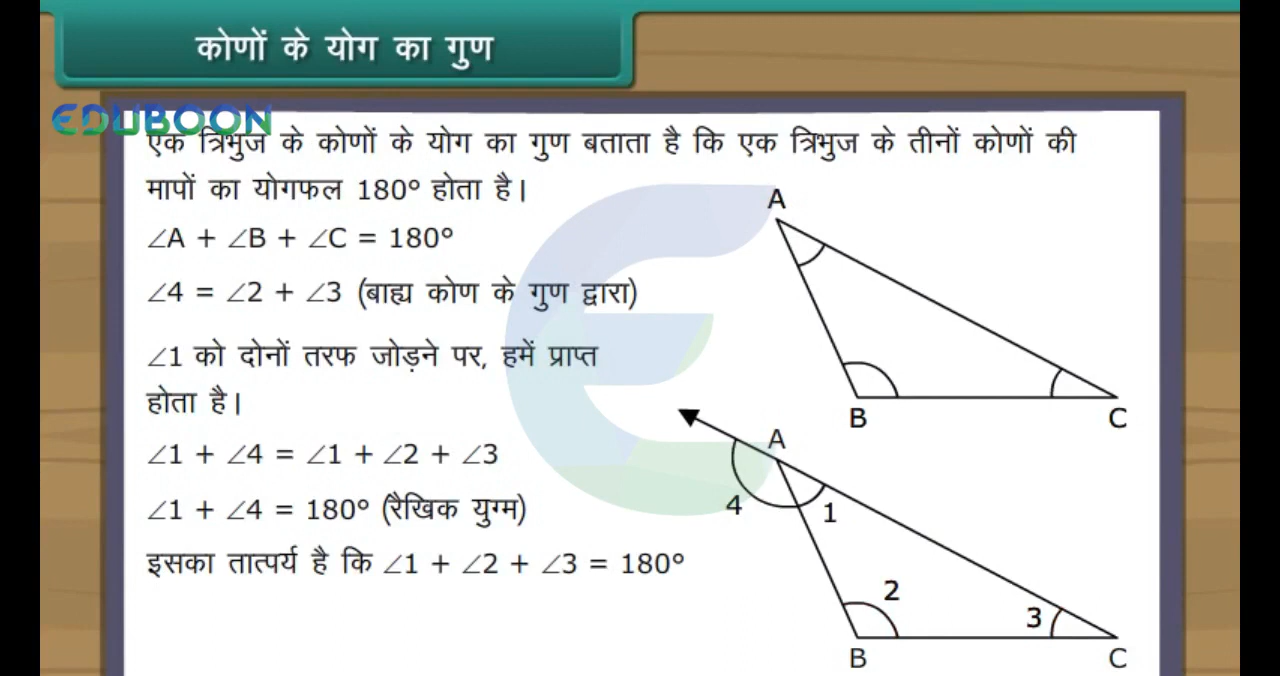 कोणों के योग का गुण
EDUBOON
एक त्रिभुज के कोणों के योग का गुण बताता है कि एक त्रिभुज के तीनों कोणों की
मापों का योगफल 180° होता है।
∠A + ∠B + ∠C = 180°
∠4 = ∠2 + ∠3 (बाह्य कोण के गुण द्वारा)
∠1 को दोनों तरफ जोड़ने पर, हमें प्राप्त
होता है।
∠1 + ∠4 = ∠1 + ∠2 + ∠3
∠1 + ∠4 = 180° (रैखिक युग्म)
इसका तात्पर्य है कि ∠1 + ∠2 + ∠3 = 180°
A
B
C
A
4
1
2
3
B
C